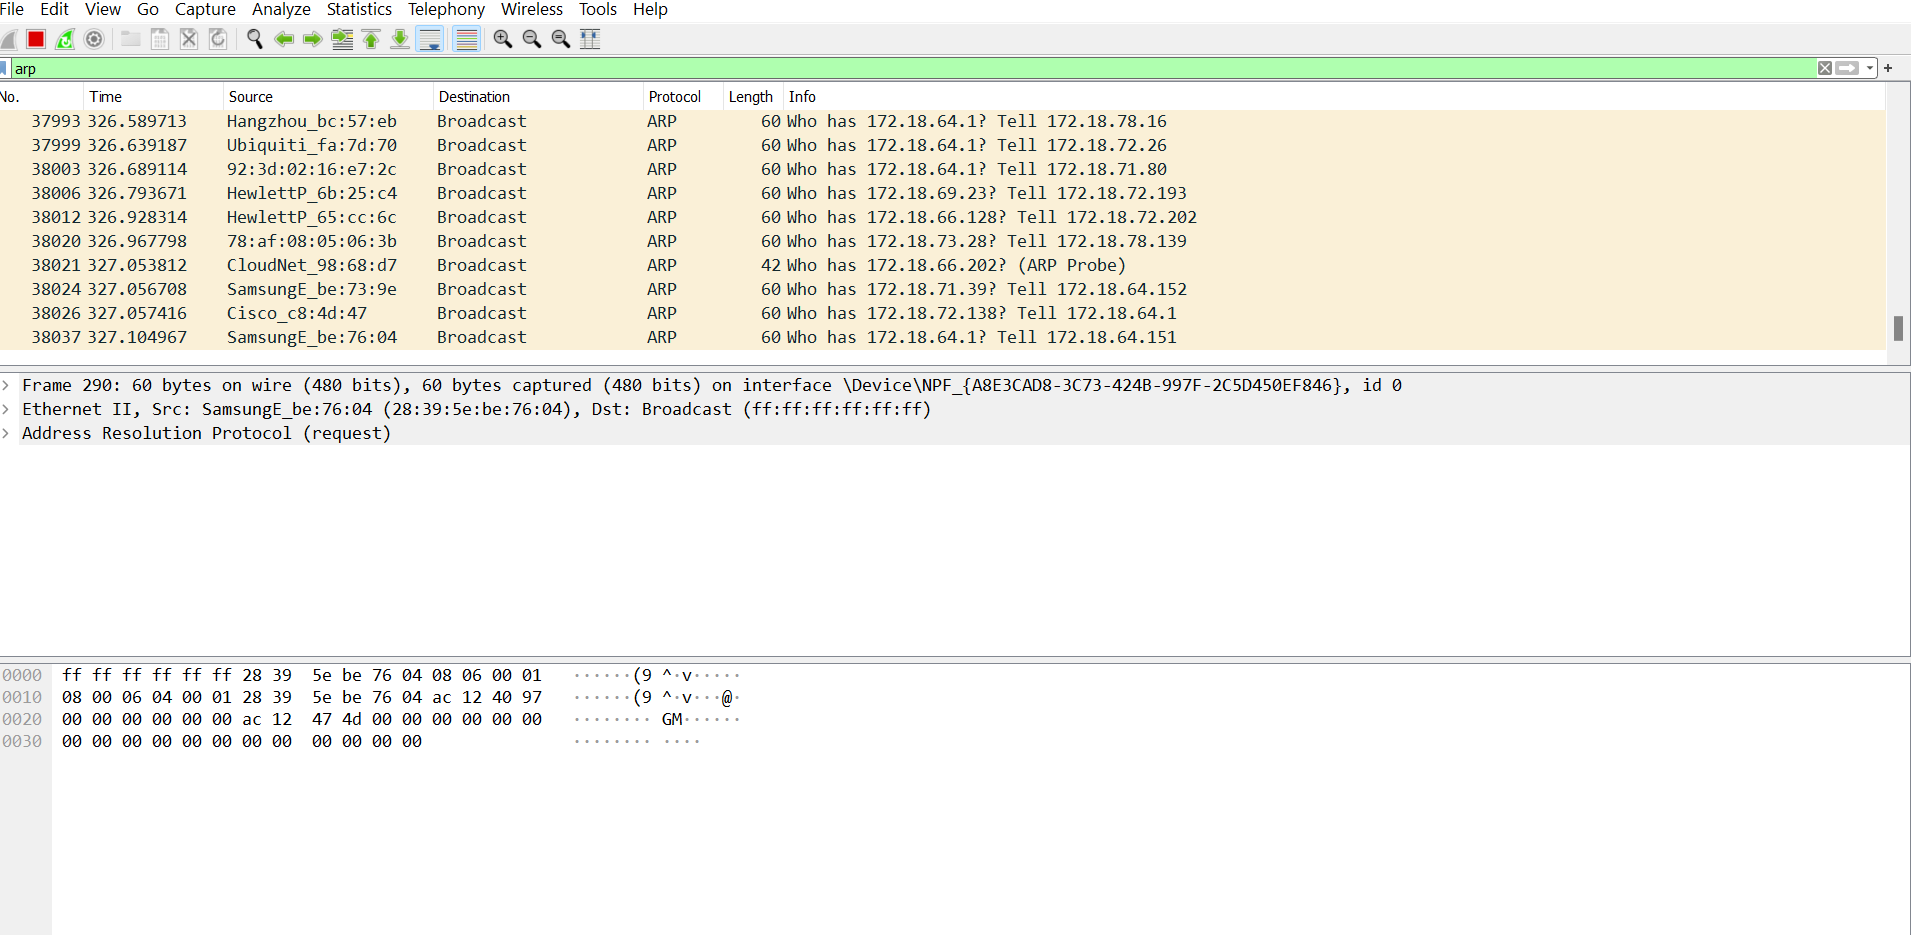 File Edit View Go Capture Analyze Statistics Telephony Wireless Tools Help
arp
No. Time Source Destination Protocol Length Info
37993 326.589713 Hangzhou_bc:57:eb Broadcast ARP 60 Who has 172.18.64.1? Tell 172.18.78.16
37999 326.639187 Ubiquiti_fa:7d:70 Broadcast ARP 60 Who has 172.18.64.1? Tell 172.18.72.26
38003 326.689114 92:3d:02:16:e7:2c Broadcast ARP 60 Who has 172.18.64.1? Tell 172.18.71.80
38006 326.793671 HewlettP_6b:25:c4 Broadcast ARP 60 Who has 172.18.69.23? Tell 172.18.72.193
38012 326.928314 HewlettP_65:cc:6c Broadcast ARP 60 Who has 172.18.66.128? Tell 172.18.72.202
38020 326.967798 78:af:08:05:06:3b Broadcast ARP 60 Who has 172.18.73.28? Tell 172.18.78.139
38021 327.053812 CloudNet_98:68:d7 Broadcast ARP 42 Who has 172.18.66.202? (ARP Probe)
38024 327.056708 SamsungE_be:73:9e Broadcast ARP 60 Who has 172.18.71.39? Tell 172.18.64.152
38026 327.057416 Cisco_c8:4d:47 Broadcast ARP 60 Who has 172.18.72.138? Tell 172.18.64.1
38037 327.104967 SamsungE_be:76:04 Broadcast ARP 60 Who has 172.18.64.1? Tell 172.18.64.151
Frame 290: 60 bytes on wire (480 bits), 60 bytes captured (480 bits) on interface \Device\NPF_{A8E3CAD8-3C73-424B-997F-2C5D450EF846}, id 0
Ethernet II, Src: SamsungE_be:76:04 (28:39:5e:be:76:04), Dst: Broadcast (ff:ff:ff:ff:ff:ff)
Address Resolution Protocol (request)
0000 ff ff ff ff ff ff 28 39 5e be 76 04 08 06 00 01 ······(9 ^·v·····
0010 08 00 06 04 00 01 28 39 5e be 76 04 ac 12 40 97 ······(9 ^·v···@·
0020 00 00 00 00 00 00 ac 12 47 4d 00 00 00 00 00 00 ········ GM······
0030 00 00 00 00 00 00 00 00 00 00 00 00 ········ ····